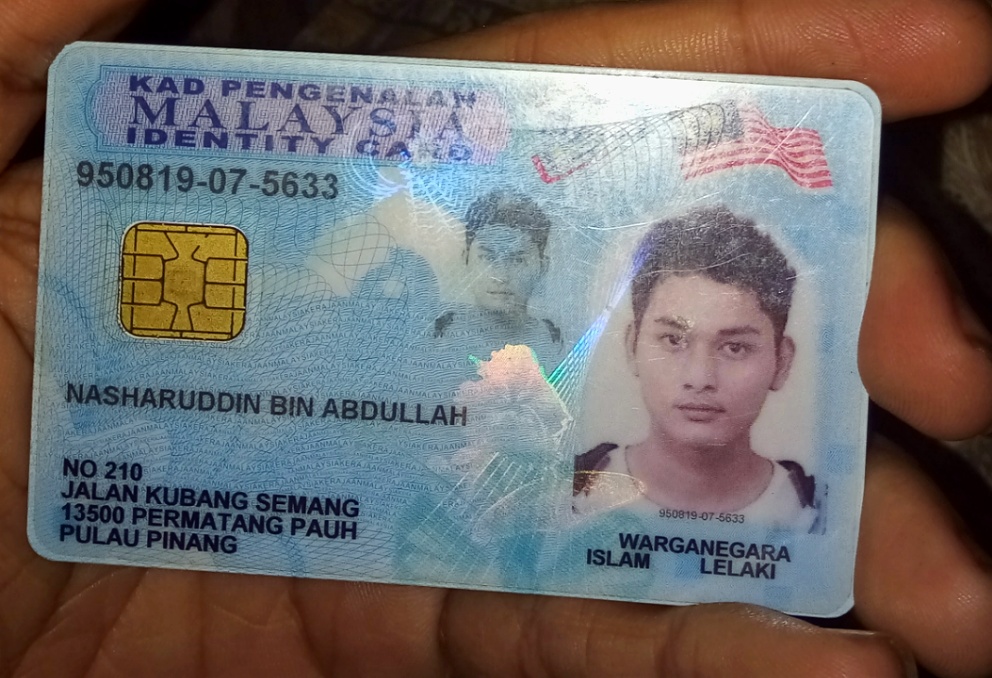 KAD PENGENALAN
MALAYSIA
IDENTITY CARD
950819-07-5633
NASHARUDDIN BIN ABDULLAH
NO 210
JALAN KUBANG SEMANG
13500 PERMATANG PAUH
PULAU PINANG
950819-07-5633
WARGANEGARA
ISLAM LELAKI